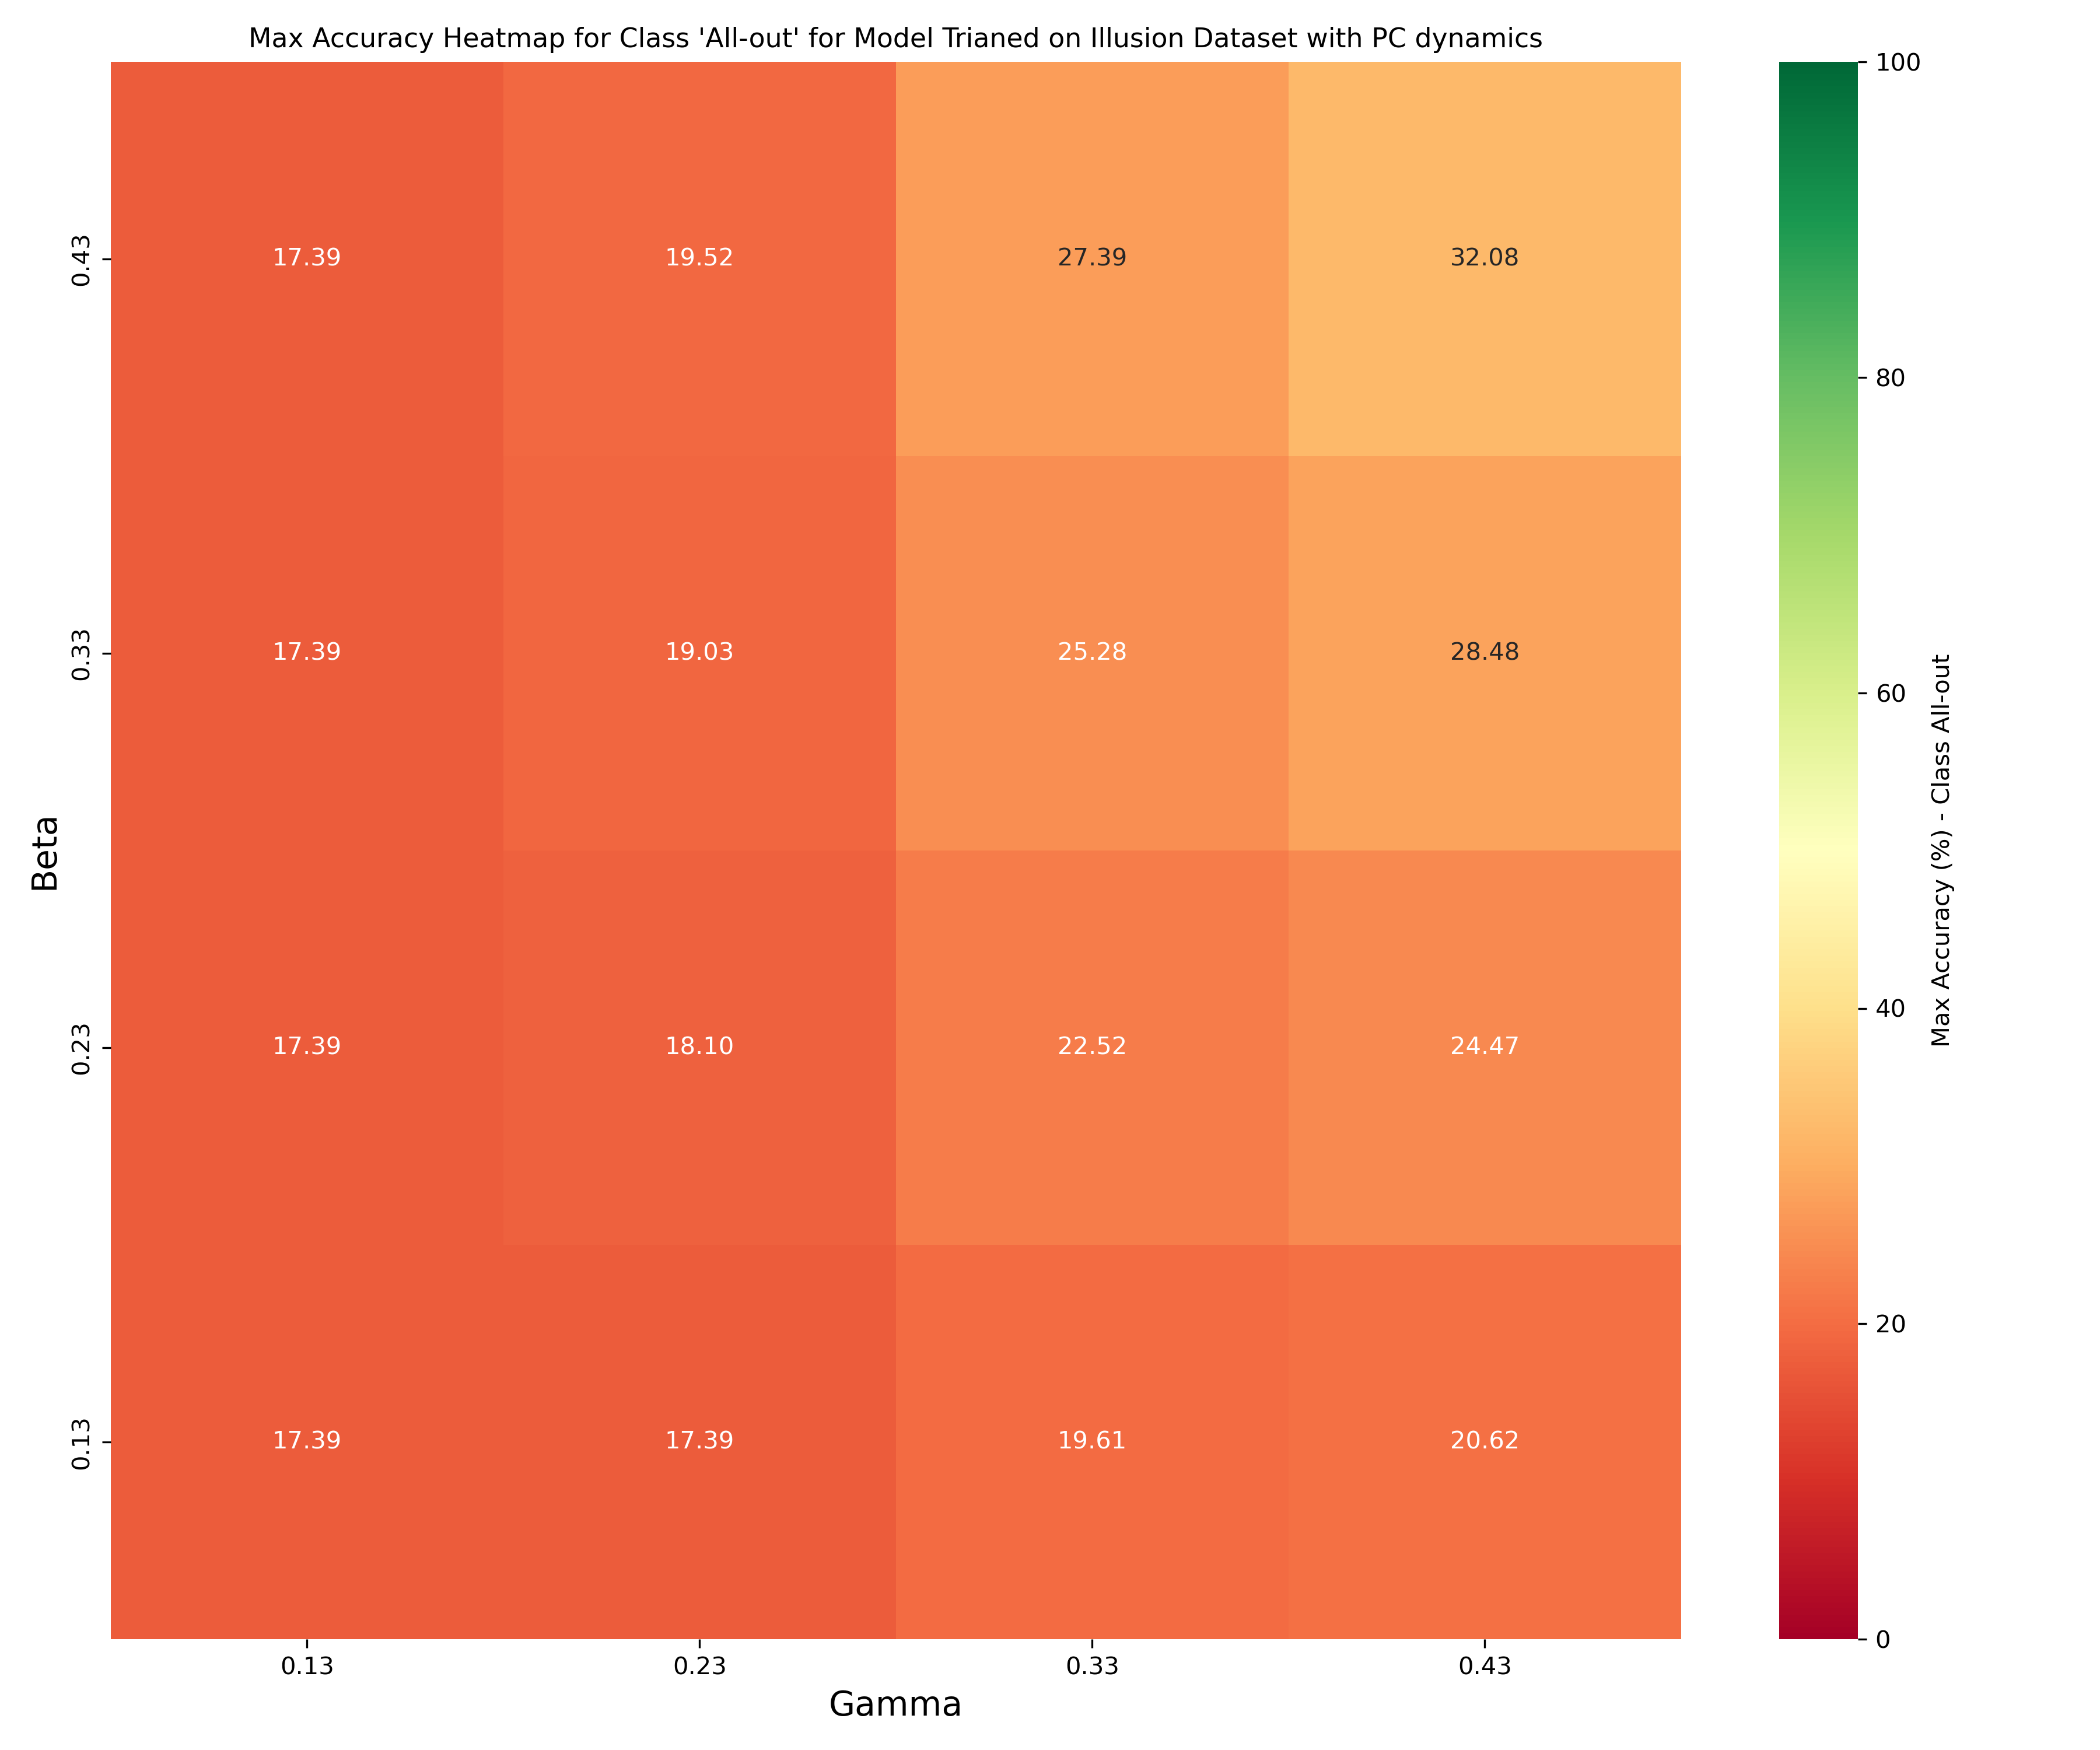 Max Accuracy Heatmap for Class 'All-out' for Model Trianed on Illusion Dataset with PC dynamics
Beta
0.43
17.39 19.52 27.39 32.08
0.33
17.39 19.03 25.28 28.48
0.23
17.39 18.10 22.52 24.47
0.13
17.39 17.39 19.61 20.62
0.13 0.23 0.33 0.43
Gamma
100
80
60
40
20
0
Max Accuracy (%) - Class All-out